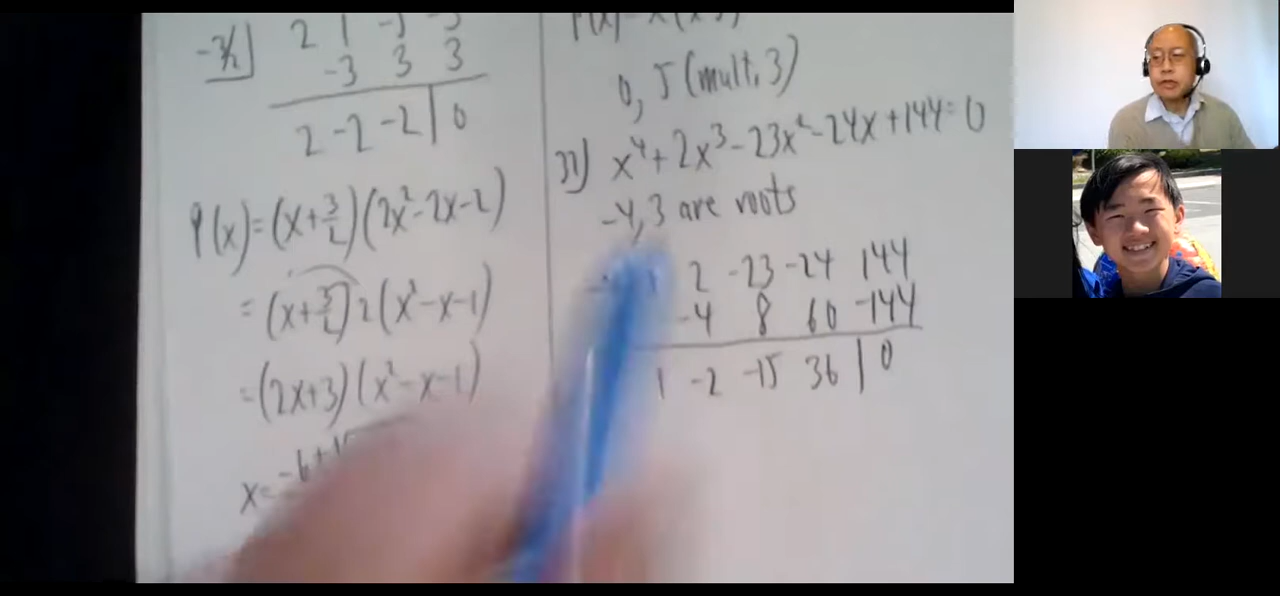 2 1 -5 -3
-3 3 3
2 -2 -2 | 0
P(x)=(x+3/2)(2x²-2x-2)
=(x+3/2)2(x²-x-1)
=(2x+3)(x²-x-1)
x=
0, 5 (mult. 3)
31) x⁴+2x³-23x²-24x+144=0
-4, 3 are roots
1 2 -23 -24 144
-4 8 60 -144
1 -2 -15 36 | 0